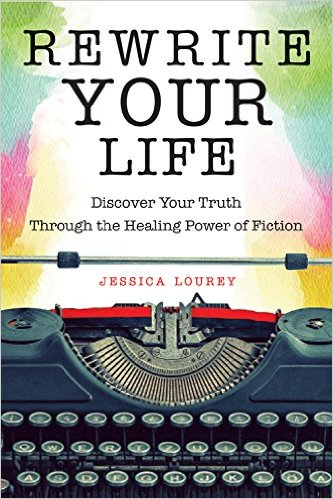 REWRITE
YOUR
LIFE
Discover Your Truth
Through the Healing Power of Fiction
JESSICA LOUREY